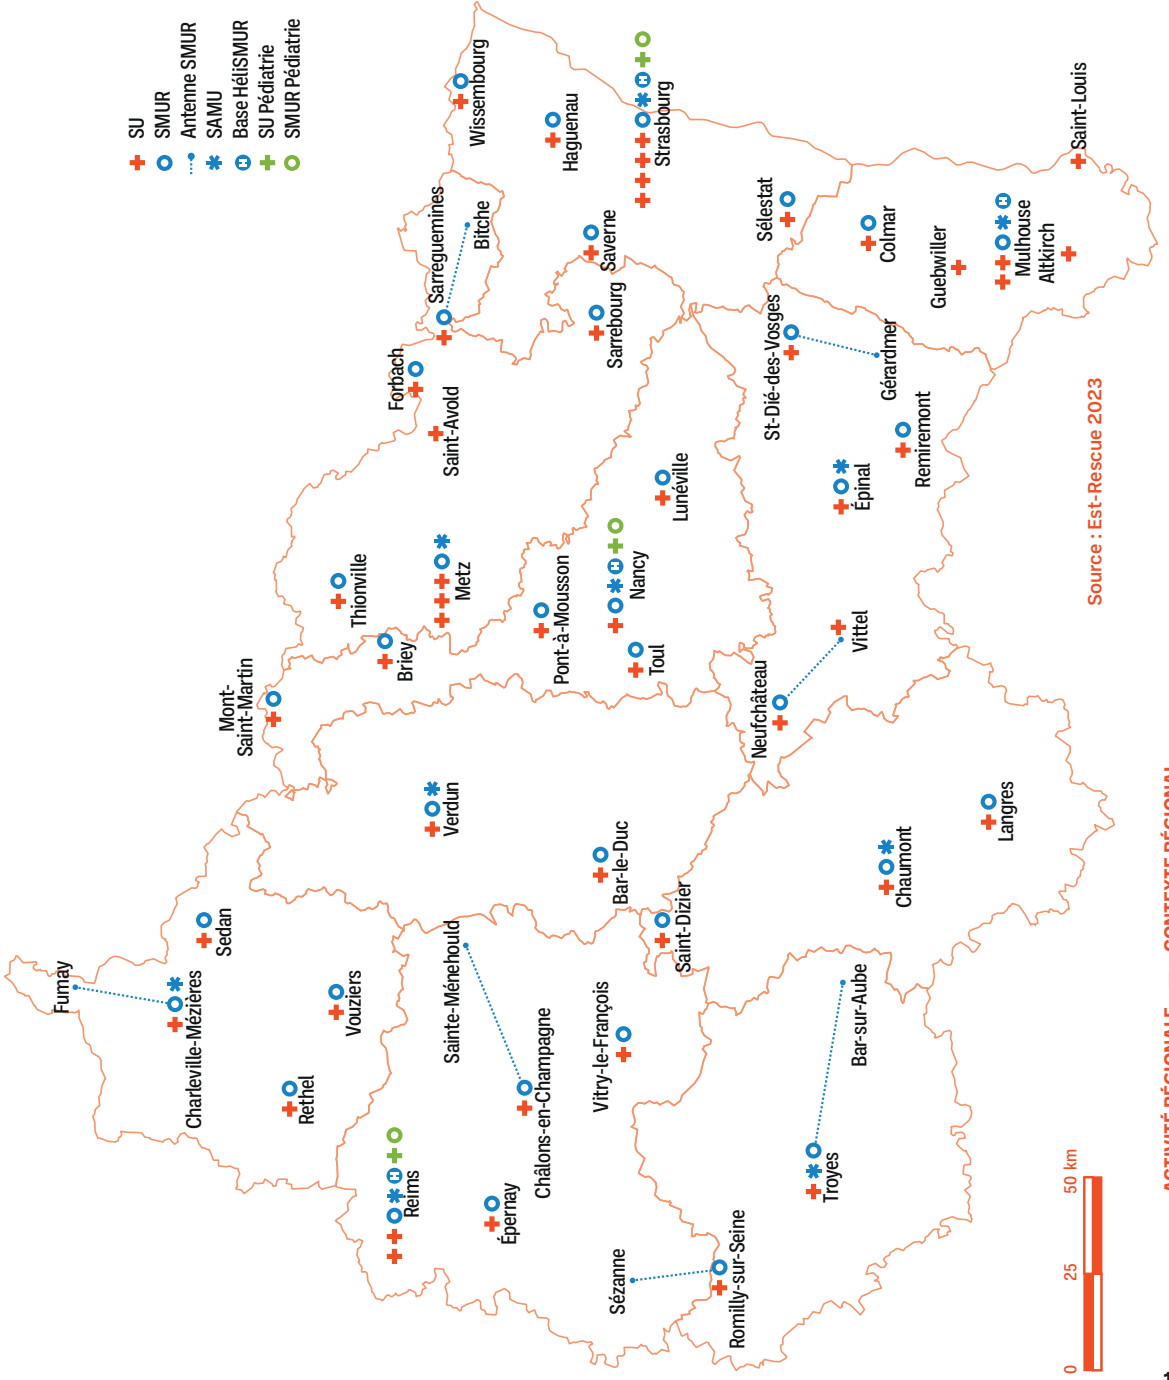 SU
SMUR
Antenne SMUR
SAMU
Base HéliSMUR
SU Pédiatrie
SMUR Pédiatrie
Fumay
Charleville-Mézières
Sedan
Rethel
Vouziers
Mont-
Saint-Martin
Thionville
Briey
Forbach
Sarreguemines
Bitche
Wissembourg
Saint-Avold
Metz
Haguenau
Reims
Verdun
Sainte-Ménehould
Épernay
Châlons-en-Champagne
Pont-à-Mousson
Saverne
Sarrebourg
Strasbourg
Bar-le-Duc
Nancy
Toul
Lunéville
Vitry-le-François
Saint-Dizier
Sézanne
Romilly-sur-Seine
Neufchâteau
St-Dié-des-Vosges
Sélestat
Troyes
Bar-sur-Aube
Vittel
Épinal
Gérardmer
Colmar
Chaumont
Remiremont
Guebwiller
Langres
Mulhouse
Altkirch
Saint-Louis
0
25
50 km
Source : Est-Rescue 2023
ACTIVITÉ RÉGIONALE — CONTEXTE RÉGIONAL